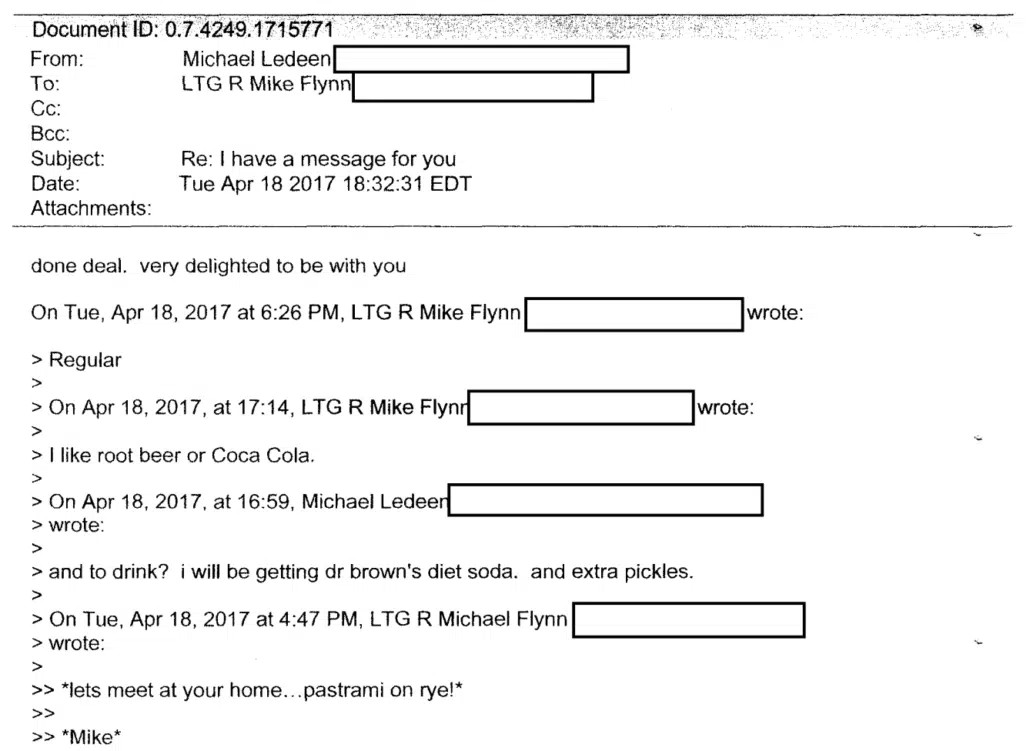 Document ID: 0.7.4249.1715771
From: Michael Ledeen
To: LTG R Mike Flynn
Cc:
Bcc:
Subject: Re: I have a message for you
Date: Tue Apr 18 2017 18:32:31 EDT
Attachments:
done deal.  very delighted to be with you
On Tue, Apr 18, 2017 at 6:26 PM, LTG R Mike Flynn wrote:
> Regular
>
> On Apr 18, 2017, at 17:14, LTG R Mike Flynn wrote:
>
> I like root beer or Coca Cola.
>
> On Apr 18, 2017, at 16:59, Michael Ledeen
> wrote:
>
> and to drink?  i will be getting dr brown's diet soda.  and extra pickles.
>
> On Tue, Apr 18, 2017 at 4:47 PM, LTG R Michael Flynn
> wrote:
>
>> *lets meet at your home…pastrami on rye!*
>>
>> *Mike*